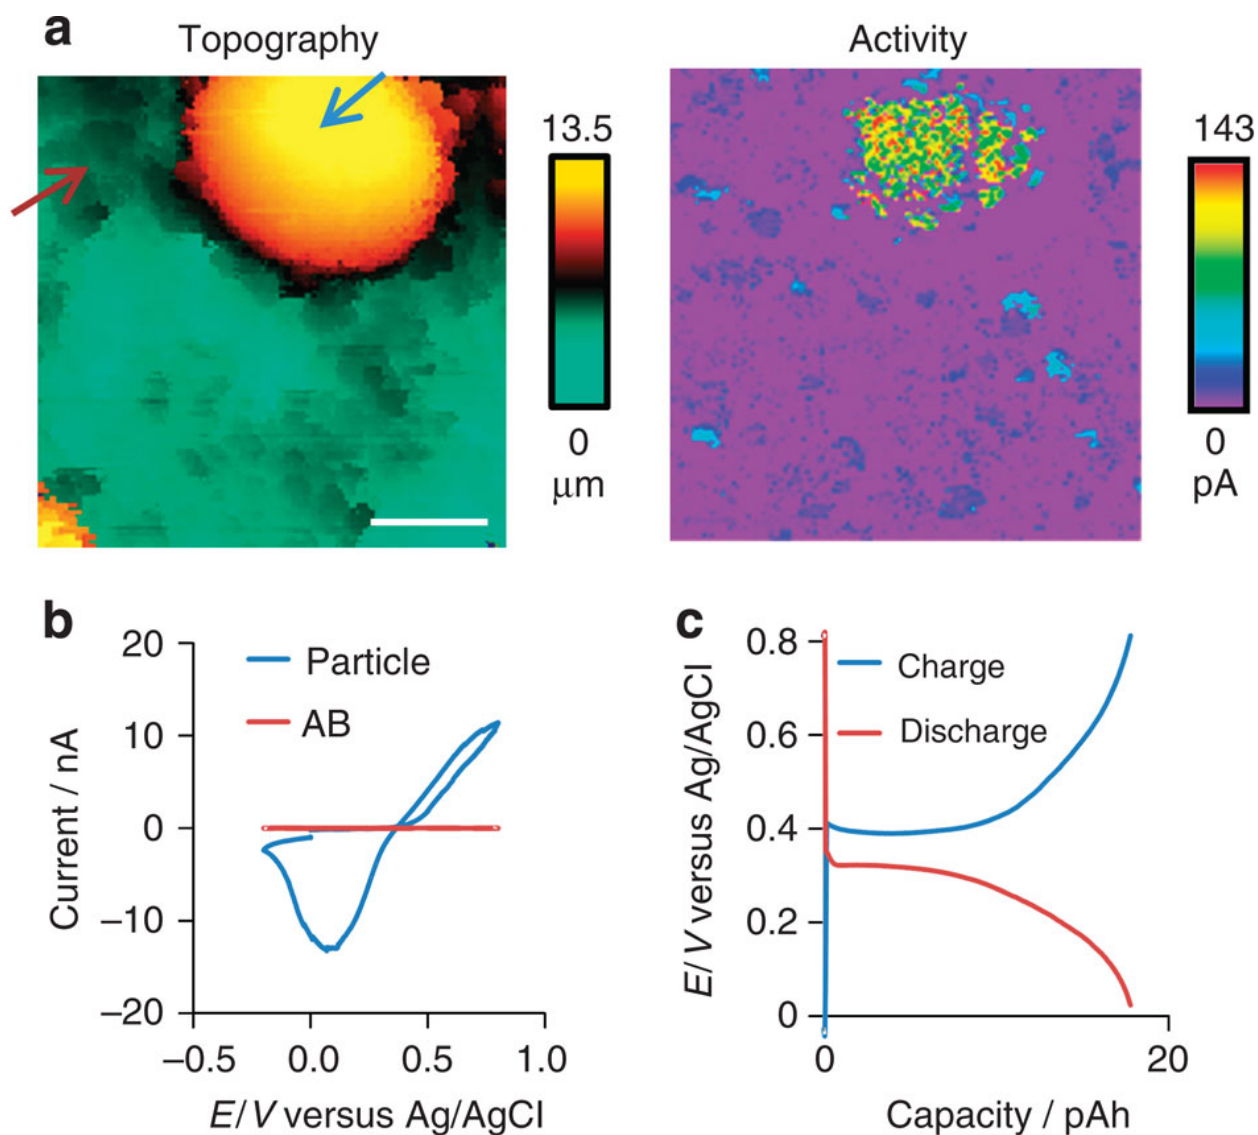 a
Topography
Activity
13.5
0
µm
143
0
pA
b
20
10
0
–10
–20
Current / nA
Particle
AB
–0.5
0.0
0.5
1.0
E/V versus Ag/AgCl
c
0.8
0.6
0.4
0.2
0
E/V versus Ag/AgCl
Charge
Discharge
0
20
Capacity / pAh